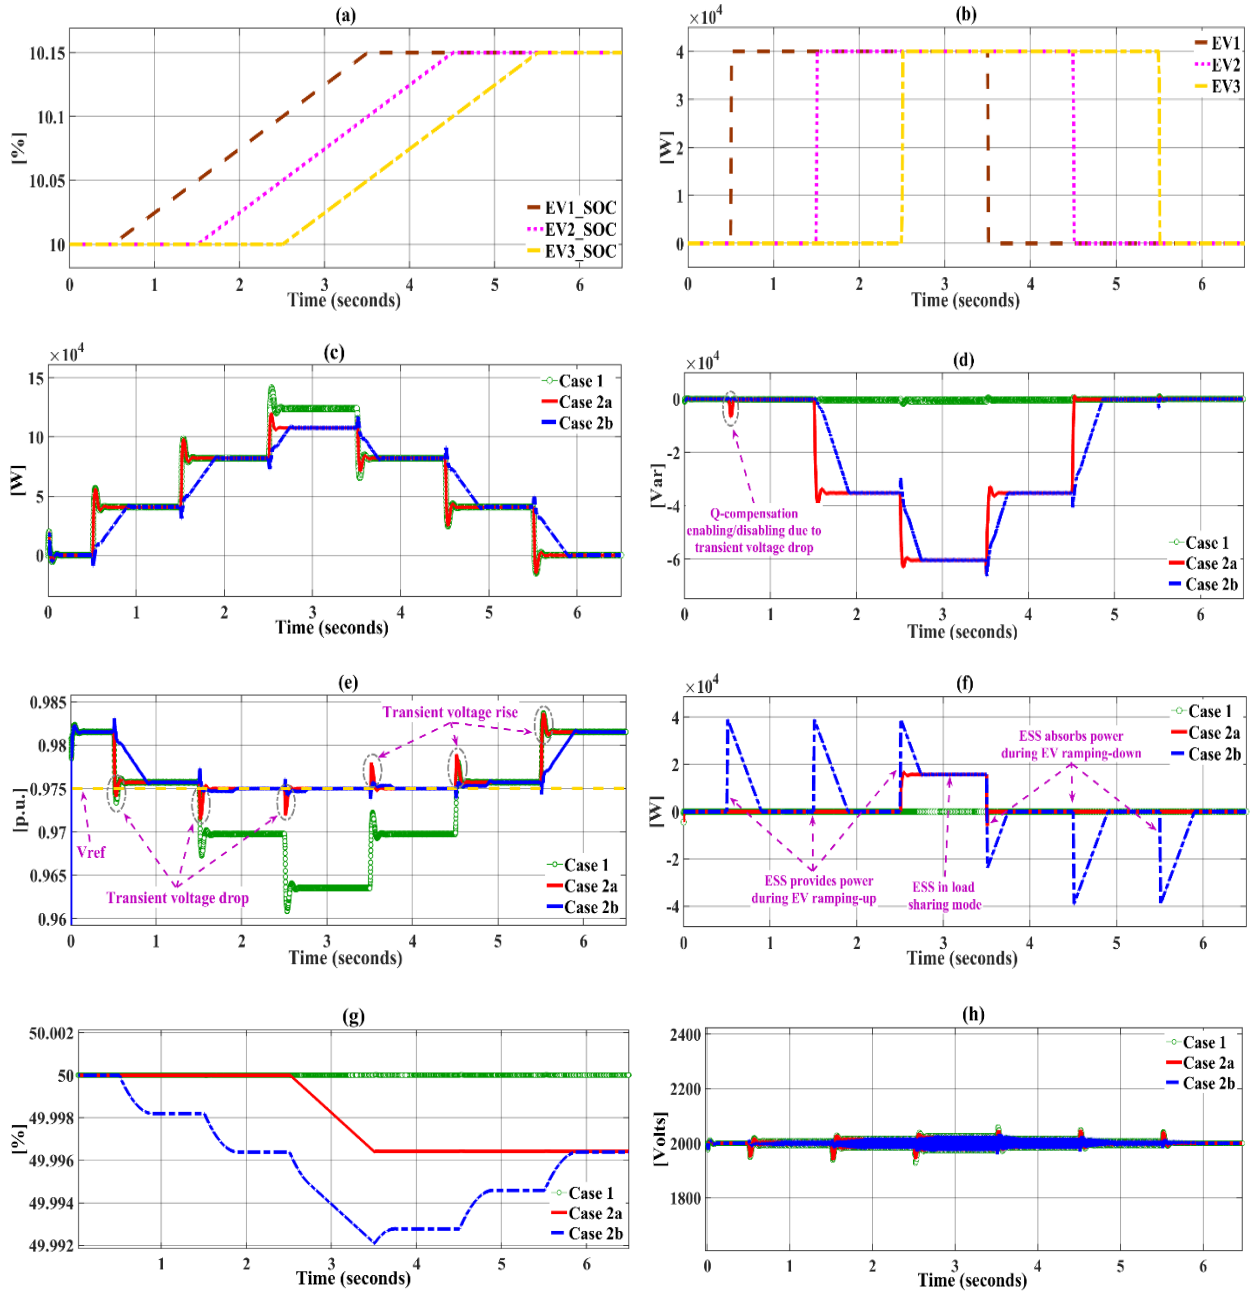 (a)
10.15
10.1
10.05
10
[%]
EV1_SOC
EV2_SOC
EV3_SOC
0 1 2 3 4 5 6
Time (seconds)
(b)
×10⁴
4
3
2
1
0
[W]
EV1
EV2
EV3
0 1 2 3 4 5 6
Time (seconds)
(c)
×10⁴
15
10
5
0
[W]
Case 1
Case 2a
Case 2b
0 1 2 3 4 5 6
Time (seconds)
(d)
×10⁴
0
-2
-4
-6
[Var]
Q-compensation
enabling/disabling due to
transient voltage drop
Case 1
Case 2a
Case 2b
0 1 2 3 4 5 6
Time (seconds)
(e)
0.985
0.98
0.975
0.97
0.965
0.96
[p.u.]
Transient voltage rise
Vref
Transient voltage drop
Case 1
Case 2a
Case 2b
0 1 2 3 4 5 6
Time (seconds)
(f)
×10⁴
4
2
0
-2
-4
[W]
Case 1
Case 2a
Case 2b
ESS absorbs power
during EV ramping-down
ESS provides power
during EV ramping-up
ESS in load
sharing mode
0 1 2 3 4 5 6
Time (seconds)
(g)
50.002
50
49.998
49.996
49.994
49.992
[%]
Case 1
Case 2a
Case 2b
0 1 2 3 4 5 6
Time (seconds)
(h)
2400
2200
2000
1800
[Volts]
Case 1
Case 2a
Case 2b
0 1 2 3 4 5 6
Time (seconds)